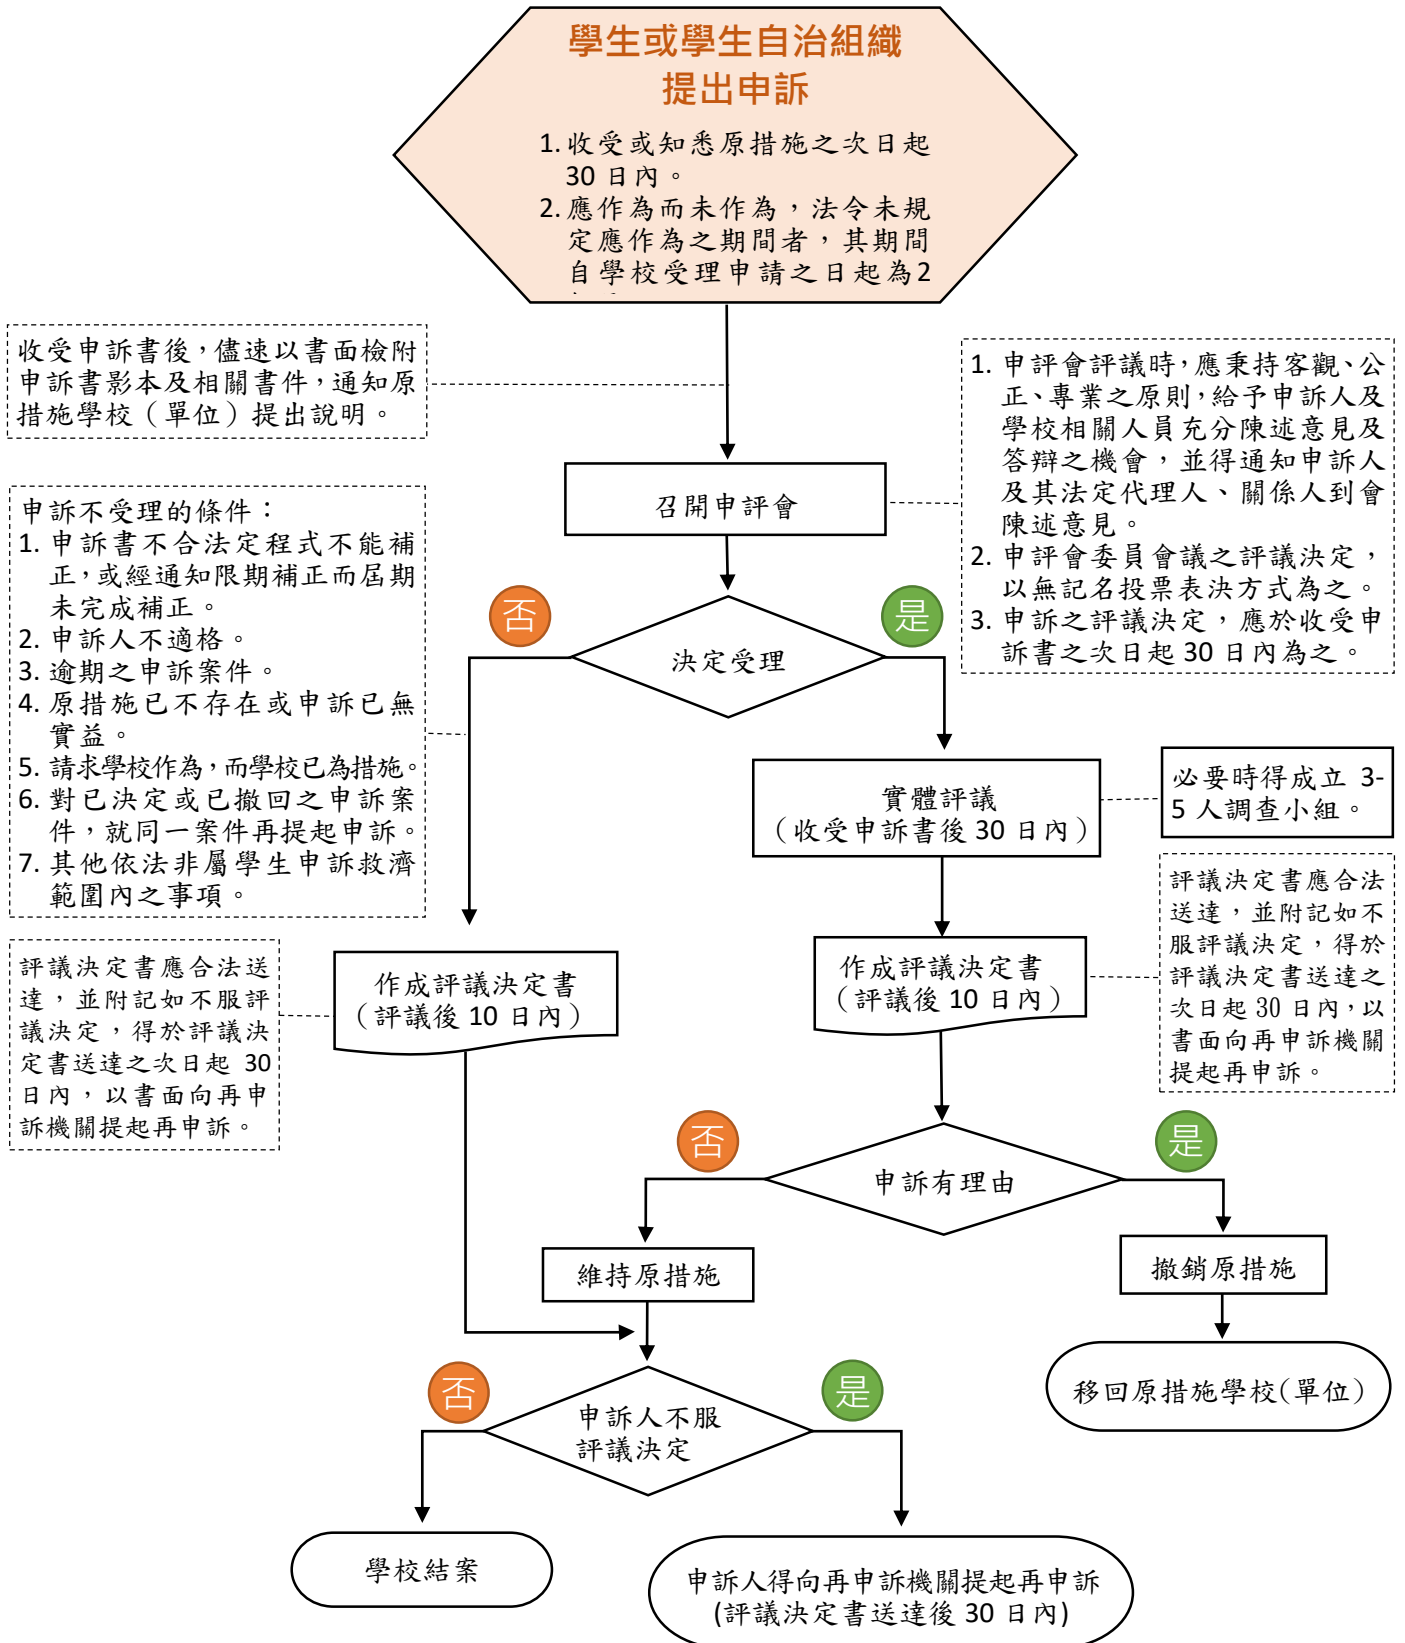 學生或學生自治組織
提出申訴
1. 收受或知悉原措施之次日起
30 日內。
2. 應作為而未作為，法令未規
定應作為之期間者，其期間
自學校受理申請之日起為2
收受申訴書後，儘速以書面檢附
申訴書影本及相關書件，通知原
措施學校（單位）提出說明。
1. 申評會評議時，應秉持客觀、公
正、專業之原則，給予申訴人及
學校相關人員充分陳述意見及
答辯之機會，並得通知申訴人
及其法定代理人、關係人到會
陳述意見。
2. 申評會委員會議之評議決定，
以無記名投票表決方式為之。
3. 申訴之評議決定，應於收受申
訴書之次日起 30 日內為之。
召開申評會
申訴不受理的條件：
1. 申訴書不合法定程式不能補
正，或經通知限期補正而屆期
未完成補正。
2. 申訴人不適格。
3. 逾期之申訴案件。
4. 原措施已不存在或申訴已無
實益。
5. 請求學校作為，而學校已為措施。
6. 對已決定或已撤回之申訴案
件，就同一案件再提起申訴。
7. 其他依法非屬學生申訴救濟
範圍內之事項。
否
是
決定受理
實體評議
（收受申訴書後 30 日內）
必要時得成立 3-
5 人調查小組。
評議決定書應合法
送達，並附記如不
服評議決定，得於
評議決定書送達之
次日起 30 日內，以
書面向再申訴機關
提起再申訴。
評議決定書應合法送
達，並附記如不服評
議決定，得於評議決
定書送達之次日起 30
日內，以書面向再申
訴機關提起再申訴。
作成評議決定書
（評議後 10 日內）
作成評議決定書
（評議後 10 日內）
否
是
申訴有理由
維持原措施
撤銷原措施
移回原措施學校(單位)
否
是
申訴人不服
評議決定
學校結案
申訴人得向再申訴機關提起再申訴
(評議決定書送達後 30 日內)